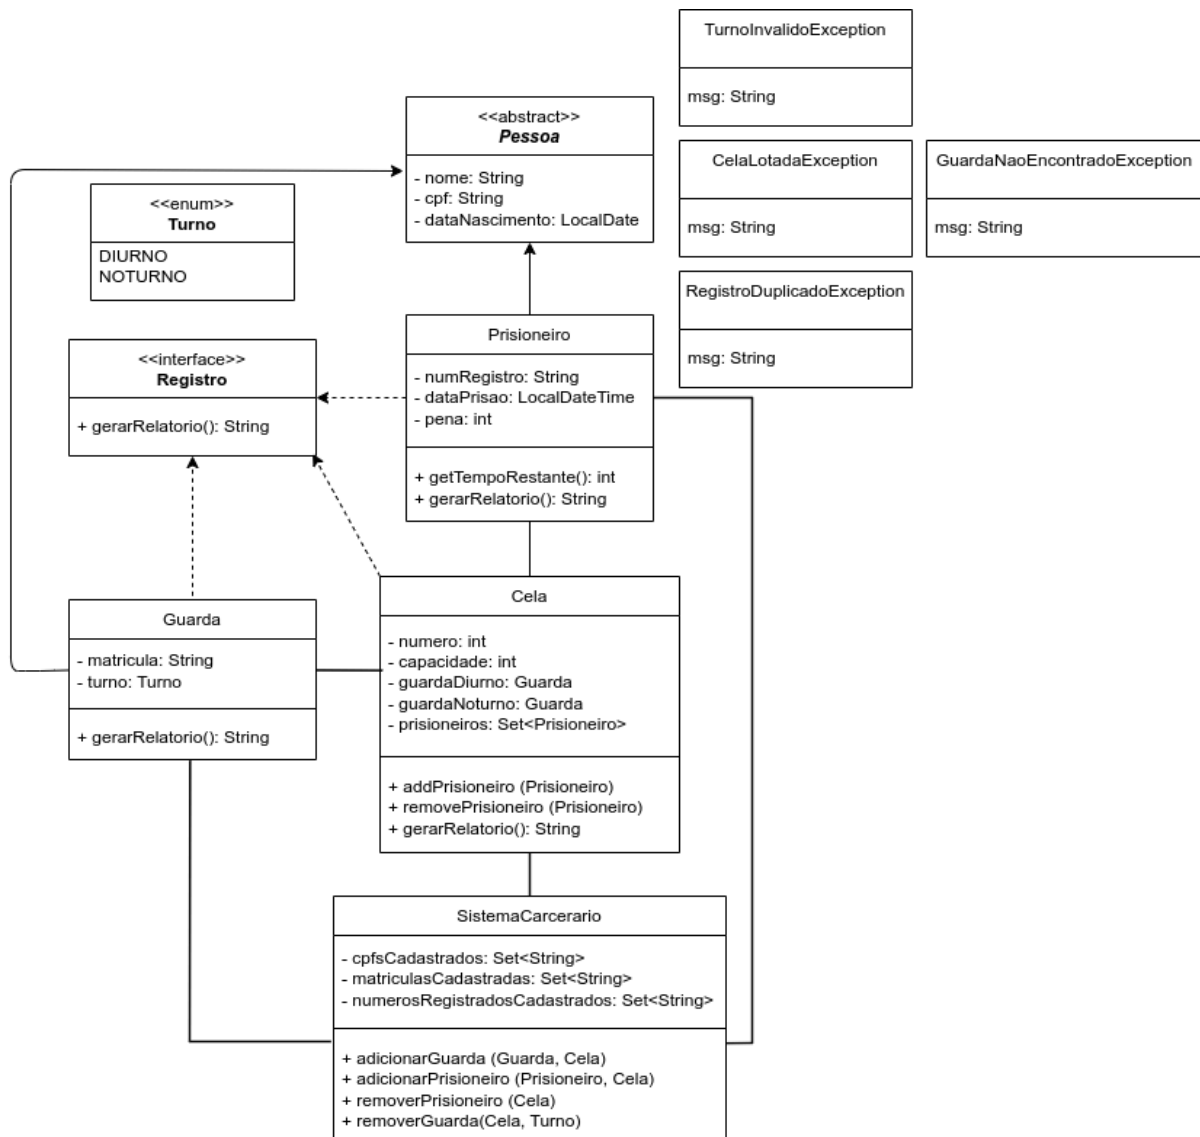 TurnoInvalidoException
msg: String
<<abstract>>
Pessoa
- nome: String
- cpf: String
- dataNascimento: LocalDate
CelaLotadaException
msg: String
GuardaNaoEncontradoException
msg: String
<<enum>>
Turno
DIURNO
NOTURNO
RegistroDuplicadoException
msg: String
<<interface>>
Registro
+ gerarRelatorio(): String
Prisioneiro
- numRegistro: String
- dataPrisao: LocalDateTime
- pena: int
+ getTempoRestante(): int
+ gerarRelatorio(): String
Guarda
- matricula: String
- turno: Turno
+ gerarRelatorio(): String
Cela
- numero: int
- capacidade: int
- guardaDiurno: Guarda
- guardaNoturno: Guarda
- prisioneiros: Set<Prisioneiro>
+ addPrisioneiro (Prisioneiro)
+ removePrisioneiro (Prisioneiro)
+ gerarRelatorio(): String
SistemaCarcerario
- cpfsCadastrados: Set<String>
- matriculasCadastradas: Set<String>
- numerosRegistradosCadastrados: Set<String>
+ adicionarGuarda (Guarda, Cela)
+ adicionarPrisioneiro (Prisioneiro, Cela)
+ removerPrisioneiro (Cela)
+ removerGuarda(Cela, Turno)